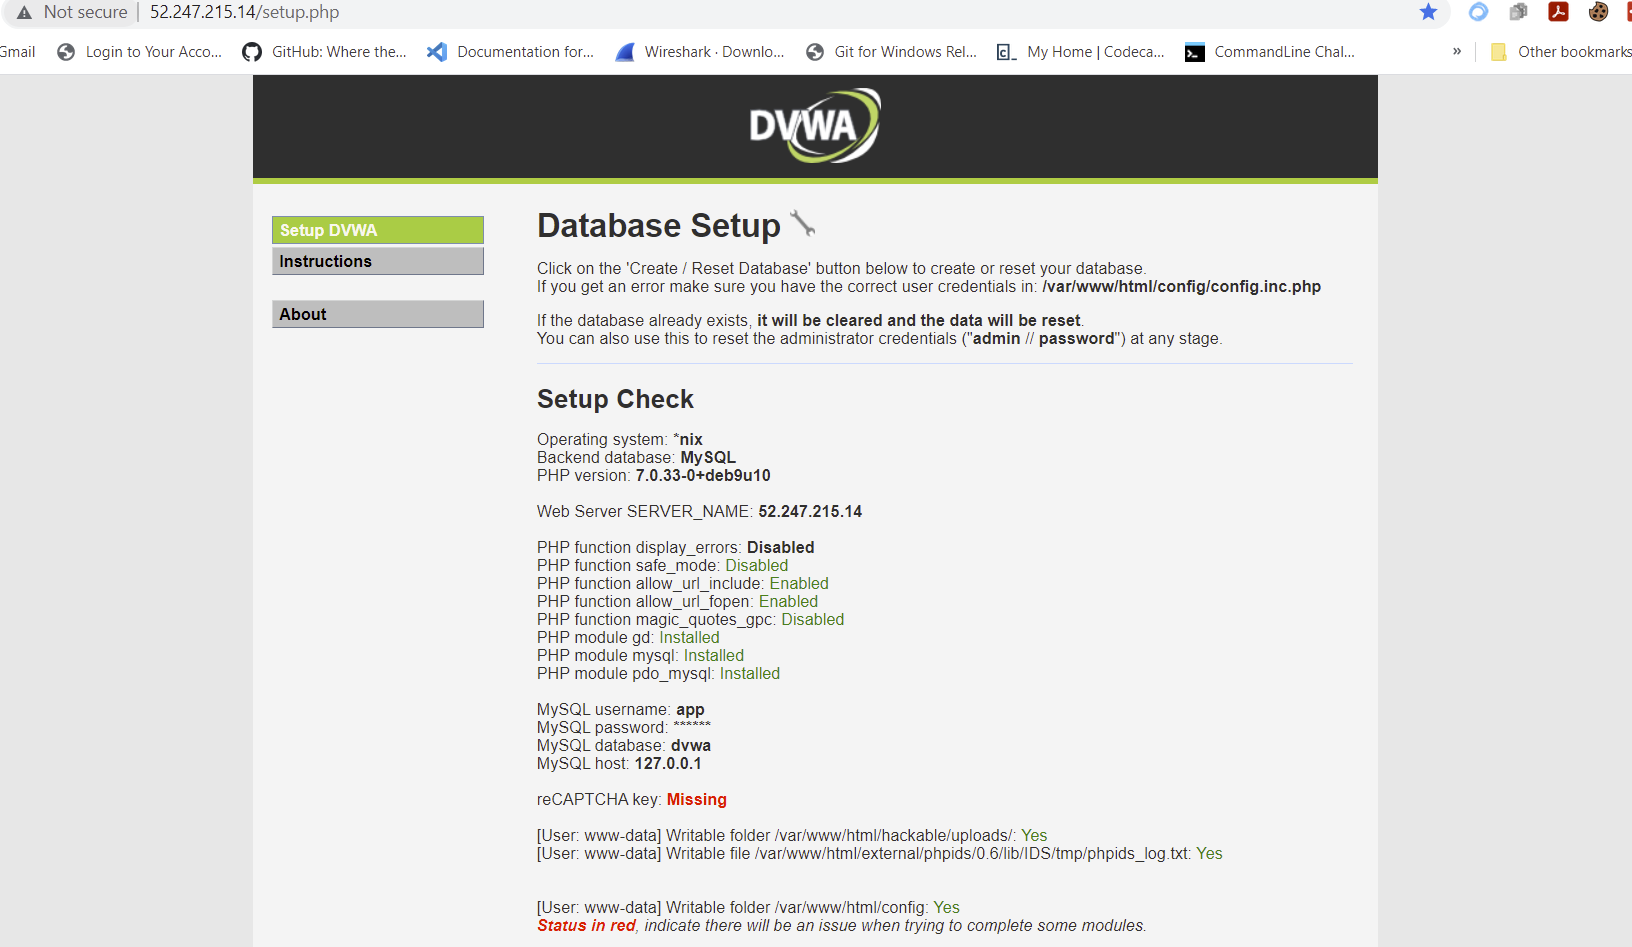 Not secure | 52.247.215.14/setup.php
Gmail Login to Your Acco... GitHub: Where the... Documentation for... Wireshark · Downlo... Git for Windows Rel... My Home | Codeca... CommandLine Chal... » Other bookmarks
DVWA
Setup DVWA
Instructions
About
Database Setup
Click on the 'Create / Reset Database' button below to create or reset your database.
If you get an error make sure you have the correct user credentials in: /var/www/html/config/config.inc.php
If the database already exists, it will be cleared and the data will be reset.
You can also use this to reset the administrator credentials ("admin // password") at any stage.
Setup Check
Operating system: *nix
Backend database: MySQL
PHP version: 7.0.33-0+deb9u10
Web Server SERVER_NAME: 52.247.215.14
PHP function display_errors: Disabled
PHP function safe_mode: Disabled
PHP function allow_url_include: Enabled
PHP function allow_url_fopen: Enabled
PHP function magic_quotes_gpc: Disabled
PHP module gd: Installed
PHP module mysql: Installed
PHP module pdo_mysql: Installed
MySQL username: app
MySQL password: ******
MySQL database: dvwa
MySQL host: 127.0.0.1
reCAPTCHA key: Missing
[User: www-data] Writable folder /var/www/html/hackable/uploads/: Yes
[User: www-data] Writable file /var/www/html/external/phpids/0.6/lib/IDS/tmp/phpids_log.txt: Yes
[User: www-data] Writable folder /var/www/html/config: Yes
Status in red, indicate there will be an issue when trying to complete some modules.